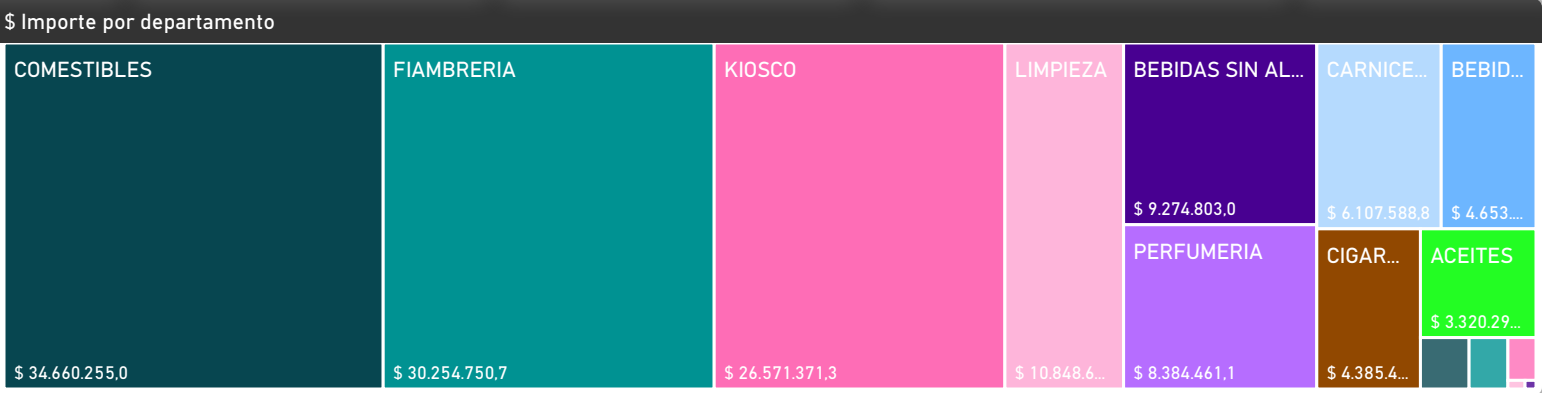 $ Importe por departamento
COMESTIBLES
$ 34.660.255,0
FIAMBRERIA
$ 30.254.750,7
KIOSCO
$ 26.571.371,3
LIMPIEZA
$ 10.848.6...
BEBIDAS SIN AL...
$ 9.274.803,0
PERFUMERIA
$ 8.384.461,1
CARNICE...
$ 6.107.588,8
BEBID...
$ 4.653....
CIGAR...
$ 4.385.4...
ACEITES
$ 3.320.29...